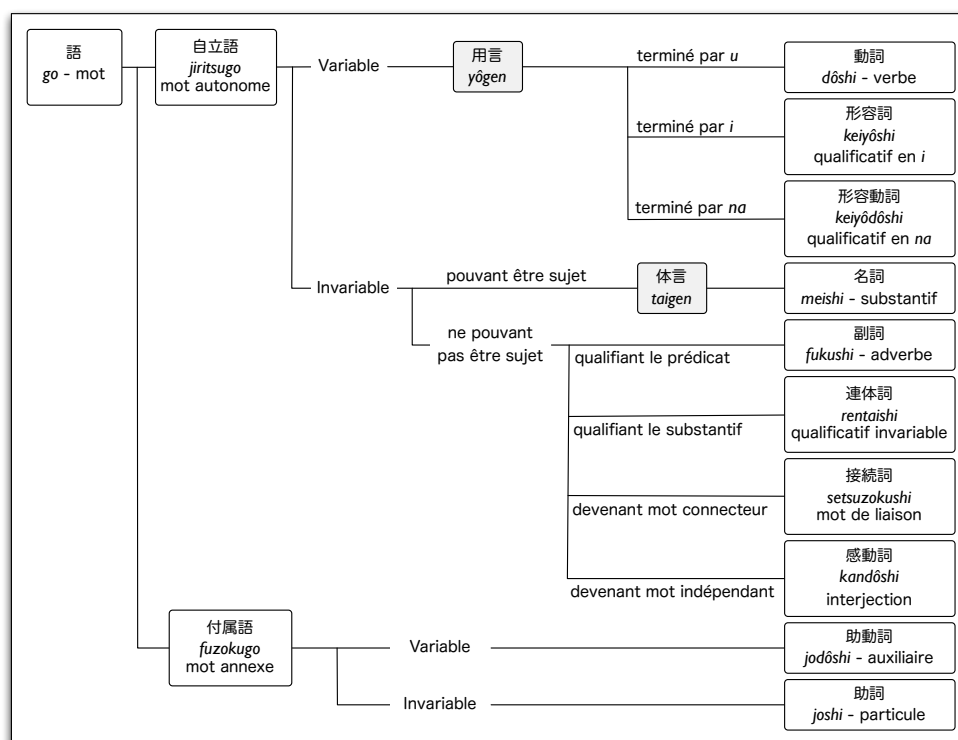 語
go - mot
自立語
jiritsugo
mot autonome
Variable
用言
yôgen
terminé par u
動詞
dôshi - verbe
terminé par i
形容詞
keiyôshi
qualificatif en i
terminé par na
形容動詞
keiyôdôshi
qualificatif en na
Invariable
pouvant être sujet
体言
taigen
名詞
meishi - substantif
ne pouvant
pas être sujet
qualifiant le prédicat
副詞
fukushi - adverbe
qualifiant le substantif
連体詞
rentaishi
qualificatif invariable
devenant mot connecteur
接続詞
setsuzokushi
mot de liaison
devenant mot indépendant
感動詞
kandôshi
interjection
付属語
fuzokugo
mot annexe
Variable
助動詞
jodôshi - auxiliaire
Invariable
助詞
joshi - particule